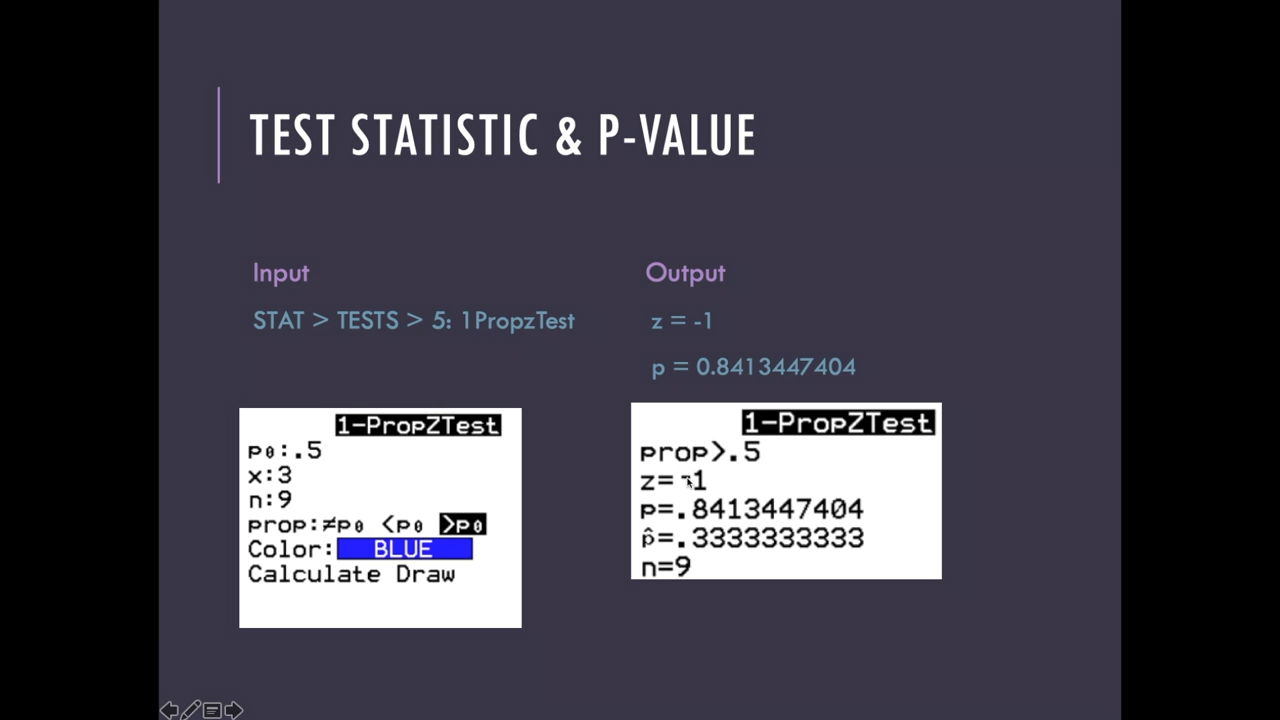 TEST STATISTIC & P-VALUE
Input
STAT > TESTS > 5: 1PropzTest
1-PropZTest
p₀:.5
x:3
n:9
prop:≠p₀ <p₀ >p₀
Color: BLUE
Calculate Draw
Output
z = -1
p = 0.8413447404
1-PropZTest
prop>.5
z=-1
p=.8413447404
p̂=.3333333333
n=9